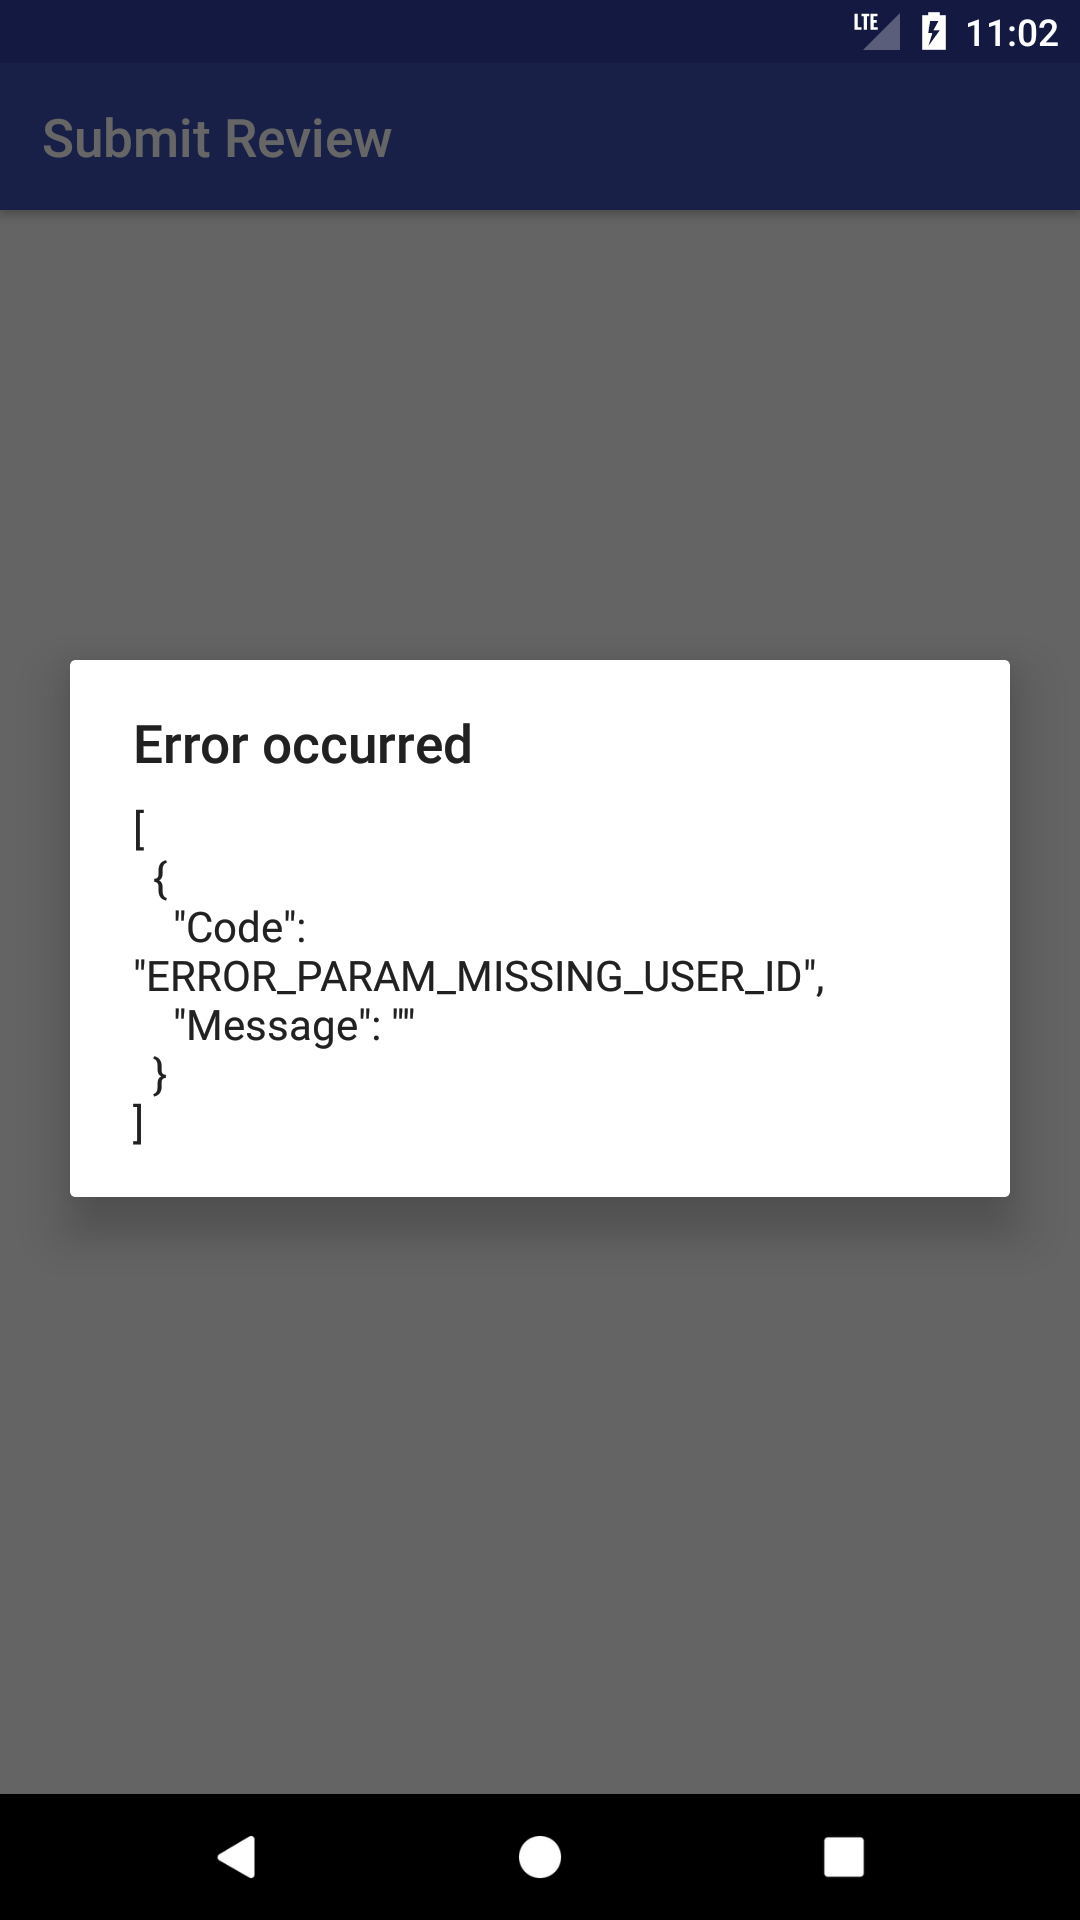 LTE 11:02
Submit Review
Error occurred
[
  {
    "Code":
"ERROR_PARAM_MISSING_USER_ID",
    "Message": ""
  }
]